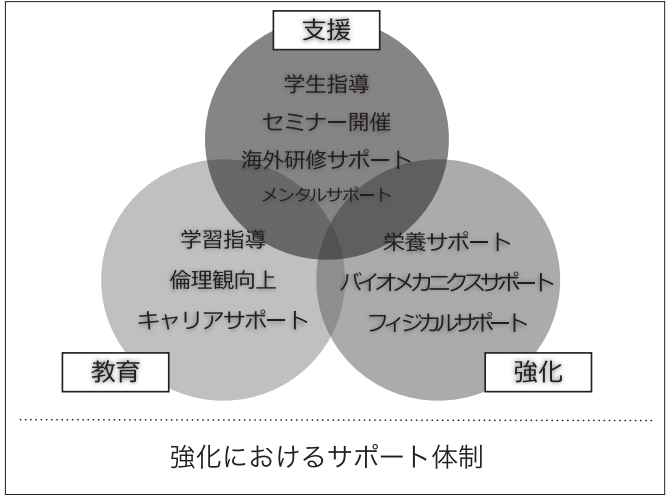 支援
学生指導
セミナー開催
海外研修サポート
メンタルサポート
学習指導
倫理観向上
キャリアサポート
教育
栄養サポート
バイオメカニクスサポート
フィジカルサポート
強化
強化におけるサポート体制